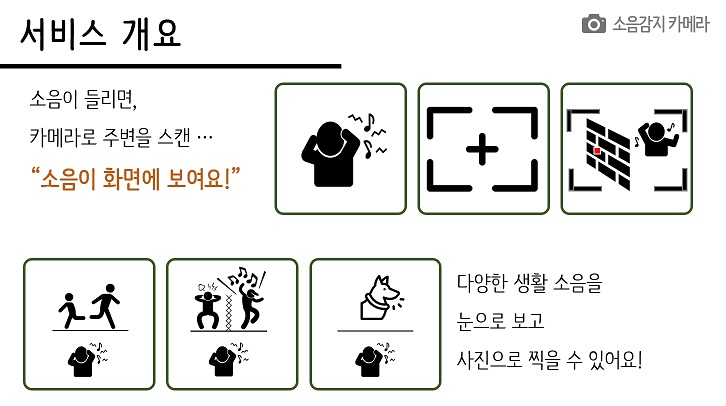 서비스 개요
소음감지 카메라
소음이 들리면,
카메라로 주변을 스캔 …
“소음이 화면에 보여요!”
다양한 생활 소음을
눈으로 보고
사진으로 찍을 수 있어요!